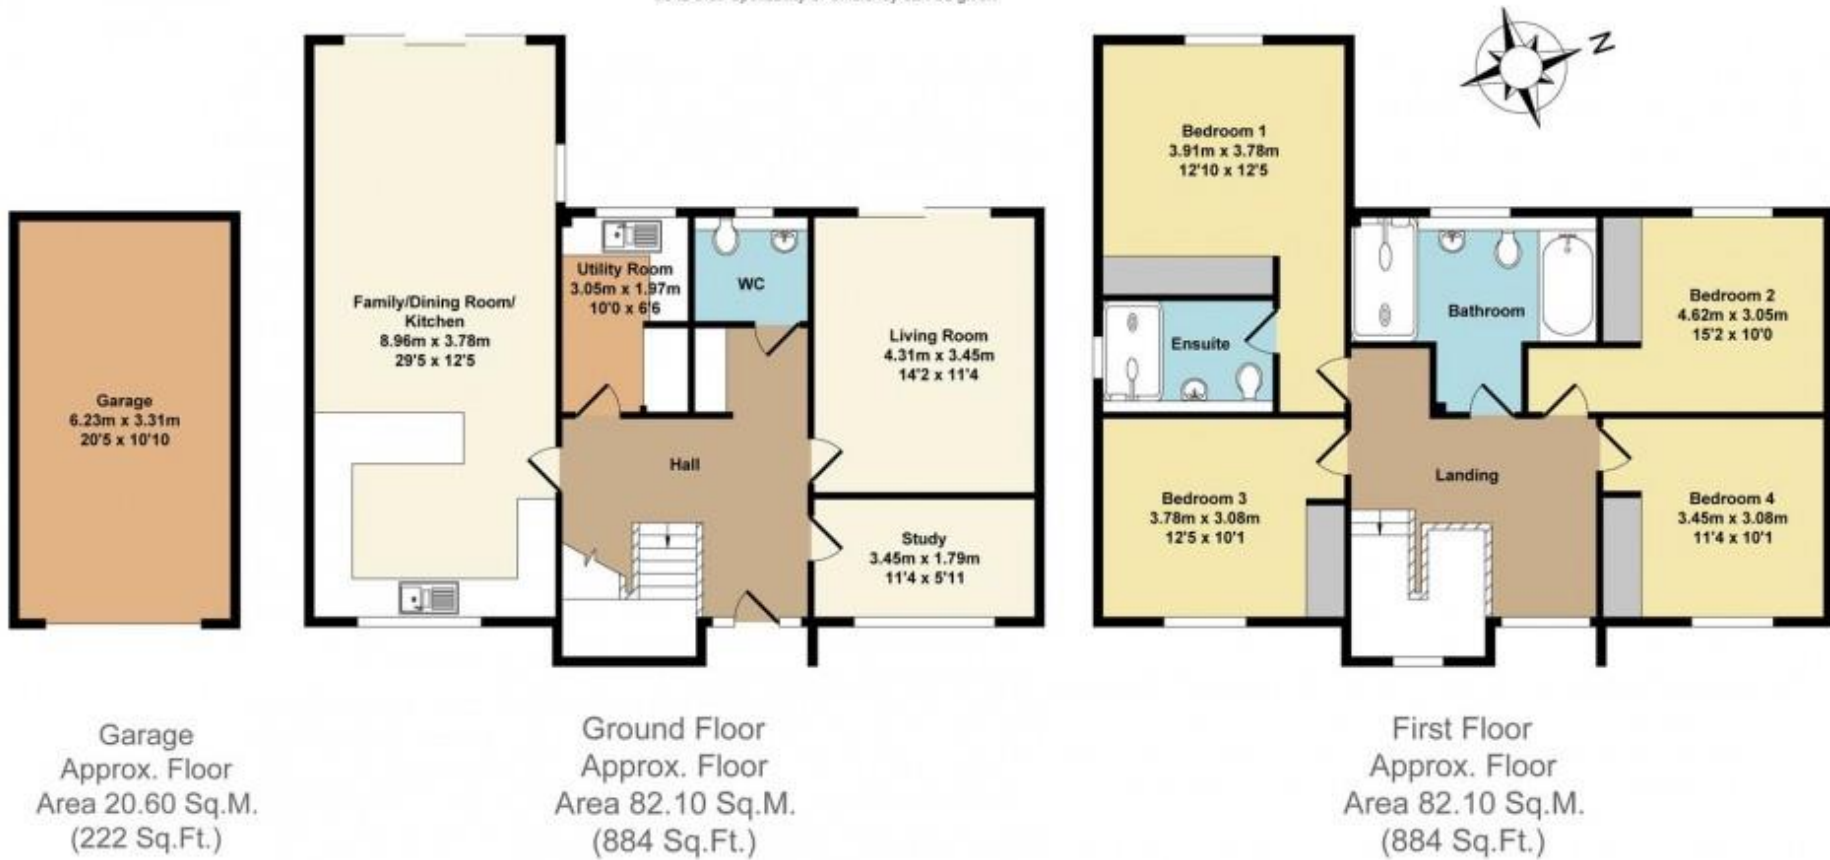 N
Garage
6.23m x 3.31m
20'5 x 10'10
Family/Dining Room/
Kitchen
8.96m x 3.78m
29'5 x 12'5
Utility Room
3.05m x 1.97m
10'0 x 6'6
WC
Living Room
4.31m x 3.45m
14'2 x 11'4
Hall
Study
3.45m x 1.79m
11'4 x 5'11
Bedroom 1
3.91m x 3.78m
12'10 x 12'5
Ensuite
Bathroom
Bedroom 2
4.62m x 3.05m
15'2 x 10'0
Bedroom 3
3.78m x 3.08m
12'5 x 10'1
Landing
Bedroom 4
3.45m x 3.08m
11'4 x 10'1
Garage
Approx. Floor
Area 20.60 Sq.M.
(222 Sq.Ft.)
Ground Floor
Approx. Floor
Area 82.10 Sq.M.
(884 Sq.Ft.)
First Floor
Approx. Floor
Area 82.10 Sq.M.
(884 Sq.Ft.)